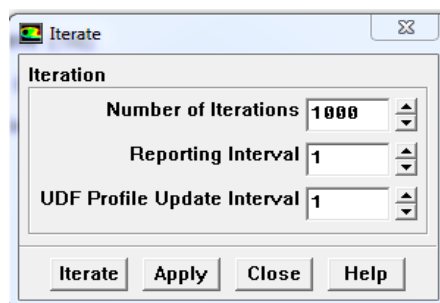 Iterate
Iteration
Number of Iterations 1000
Reporting Interval 1
UDF Profile Update Interval 1
Iterate Apply Close Help